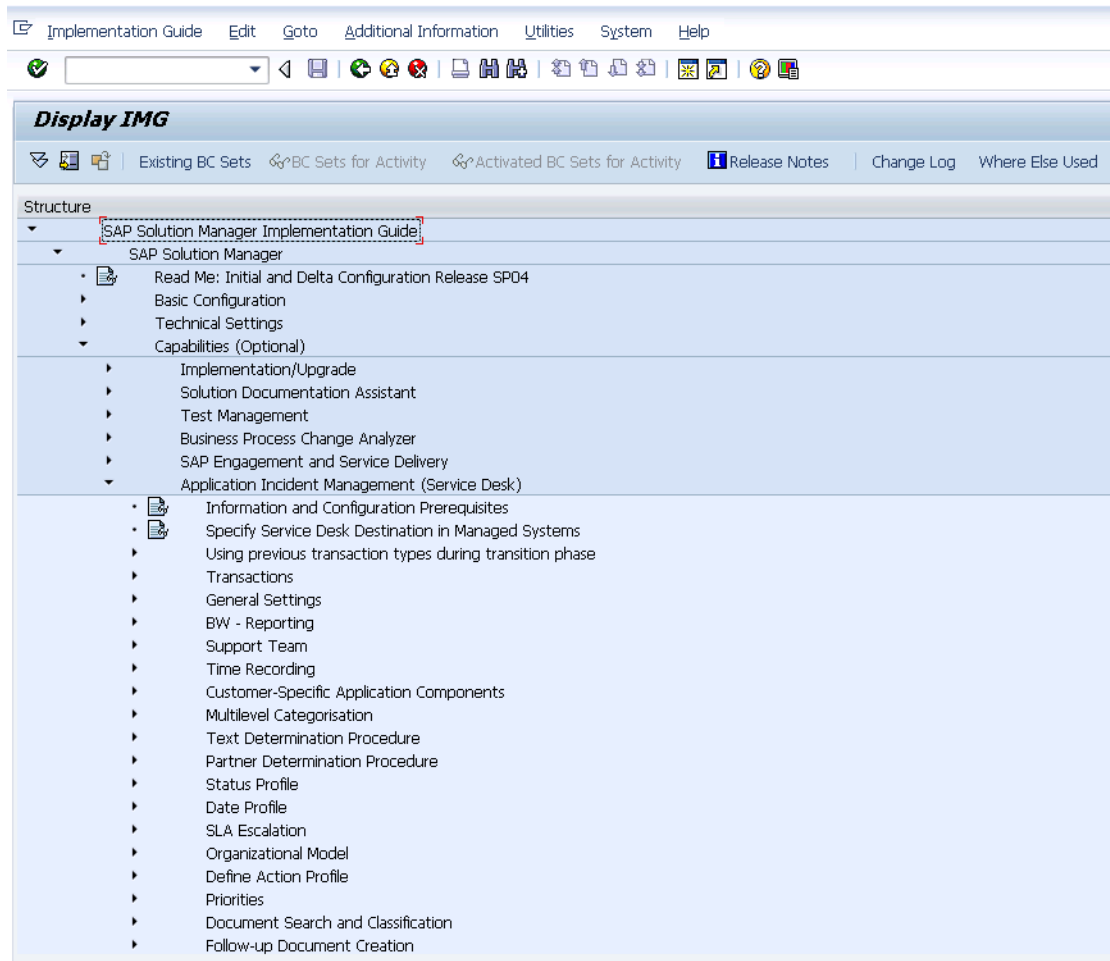 Implementation Guide Edit Goto Additional Information Utilities System Help
Display IMG
Existing BC Sets BC Sets for Activity Activated BC Sets for Activity Release Notes Change Log Where Else Used
Structure
SAP Solution Manager Implementation Guide
SAP Solution Manager
Read Me: Initial and Delta Configuration Release SP04
Basic Configuration
Technical Settings
Capabilities (Optional)
Implementation/Upgrade
Solution Documentation Assistant
Test Management
Business Process Change Analyzer
SAP Engagement and Service Delivery
Application Incident Management (Service Desk)
Information and Configuration Prerequisites
Specify Service Desk Destination in Managed Systems
Using previous transaction types during transition phase
Transactions
General Settings
BW - Reporting
Support Team
Time Recording
Customer-Specific Application Components
Multilevel Categorisation
Text Determination Procedure
Partner Determination Procedure
Status Profile
Date Profile
SLA Escalation
Organizational Model
Define Action Profile
Priorities
Document Search and Classification
Follow-up Document Creation